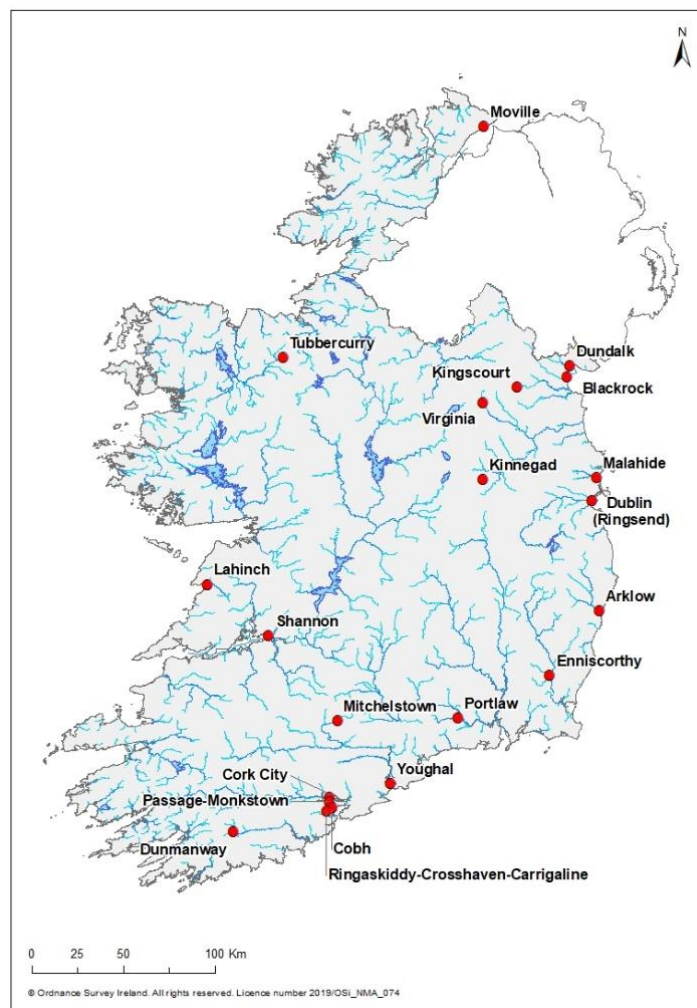 N
Moville
Tubbercurry
Dundalk
Kingscourt
Blackrock
Virginia
Kinnegad
Malahide
Dublin
(Ringsend)
Lahinch
Arklow
Shannon
Enniscorthy
Mitchelstown
Portlaw
Youghal
Cork City
Passage-Monkstown
Dunmanway
Cobh
Ringaskiddy-Crosshaven-Carrigaline
0 25 50 100 Km
© Ordnance Survey Ireland. All rights reserved. Licence number 2019/OSi_NMA_074